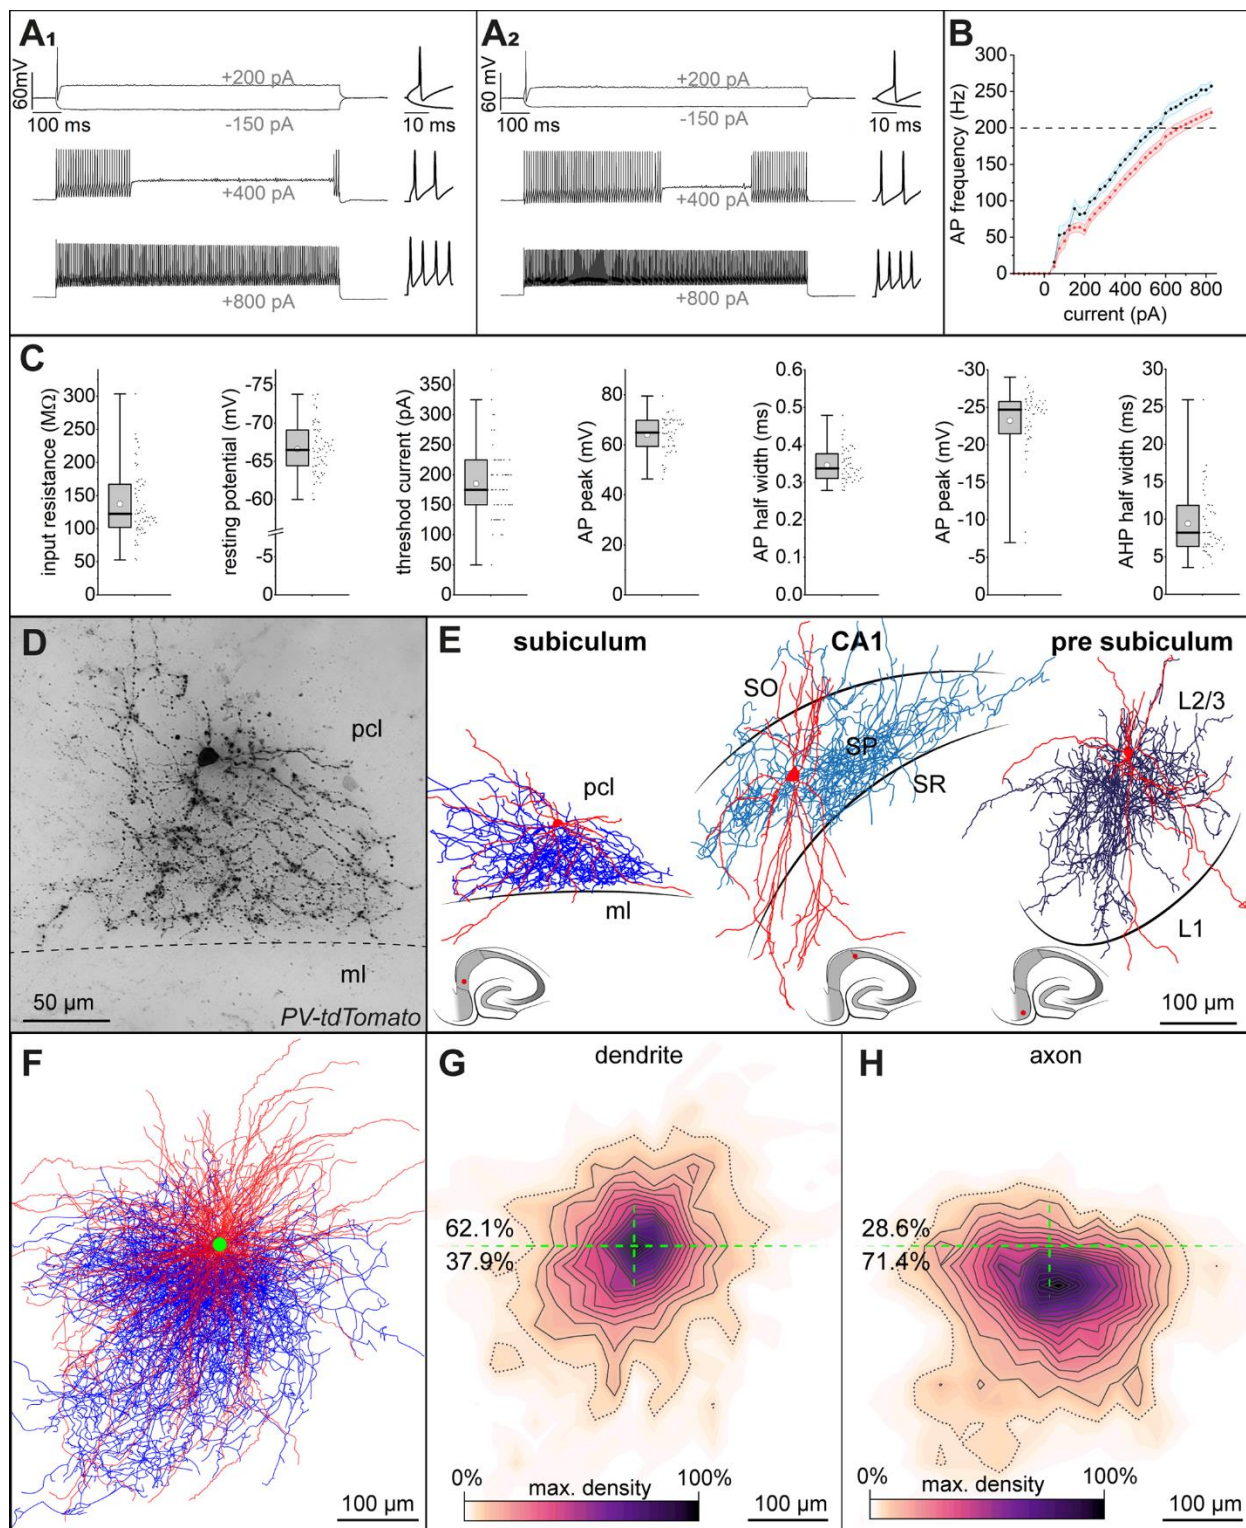 A₁
+200 pA
60mV
-150 pA
100 ms
10 ms
+400 pA
+800 pA
A₂
+200 pA
60 mV
-150 pA
100 ms
10 ms
+400 pA
+800 pA
B
AP frequency (Hz)
300
250
200
150
100
50
0
0 200 400 600 800
current (pA)
C
input resistance (MΩ)
300
250
200
150
100
50
0
resting potential (mV)
-75
-70
-65
-60
-5
0
threshod current (pA)
350
300
250
200
150
100
50
0
AP peak (mV)
80
60
40
20
0
AP half width (ms)
0.6
0.5
0.4
0.3
0.2
0.1
0.0
AP peak (mV)
-30
-25
-20
-15
-10
-5
0
AHP half width (ms)
30
25
20
15
10
5
0
D
pcl
ml
50 µm
PV-tdTomato
E
subiculum
pcl
ml
CA1
SO
SP
SR
pre subiculum
L2/3
L1
100 µm
F
100 µm
G
dendrite
62.1%
37.9%
0% 100%
max. density
100 µm
H
axon
28.6%
71.4%
0% 100%
max. density
100 µm